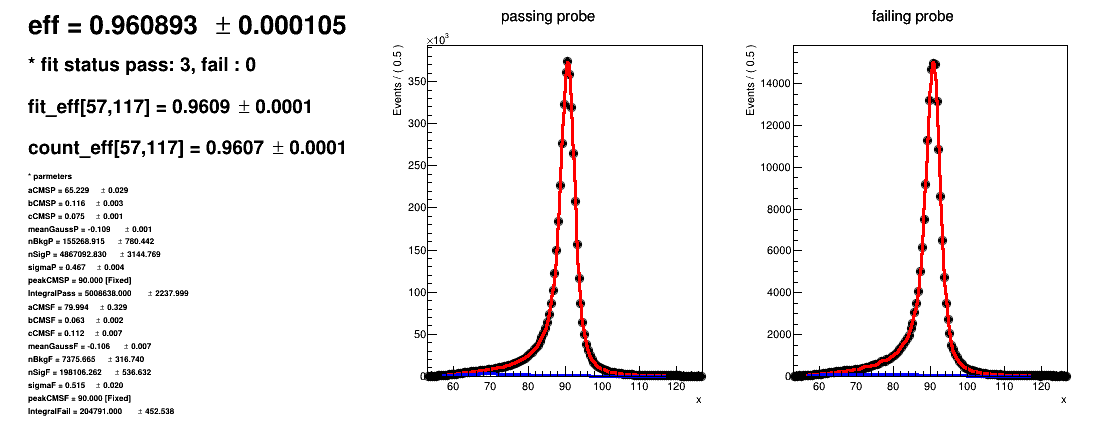 eff = 0.960893 ± 0.000105
* fit status pass: 3, fail : 0
fit_eff[57,117] = 0.9609 ± 0.0001
count_eff[57,117] = 0.9607 ± 0.0001
* parmeters
aCMSP = 65.229 ± 0.029
bCMSP = 0.116 ± 0.003
cCMSP = 0.075 ± 0.001
meanGaussP = -0.109 ± 0.001
nBkgP = 155268.915 ± 780.442
nSigP = 4867092.830 ± 3144.769
sigmaP = 0.467 ± 0.004
peakCMSP = 90.000 [Fixed]
IntegralPass = 5008638.000 ± 2237.999
aCMSF = 79.994 ± 0.329
bCMSF = 0.063 ± 0.002
cCMSF = 0.112 ± 0.007
meanGaussF = -0.106 ± 0.007
nBkgF = 7375.665 ± 316.740
nSigF = 198106.262 ± 536.632
sigmaF = 0.515 ± 0.020
peakCMSF = 90.000 [Fixed]
IntegralFail = 204791.000 ± 452.538
passing probe
×10³
Events / ( 0.5 )
350
300
250
200
150
100
50
0
60 70 80 90 100 110 120
x
failing probe
Events / ( 0.5 )
14000
12000
10000
8000
6000
4000
2000
0
60 70 80 90 100 110 120
x